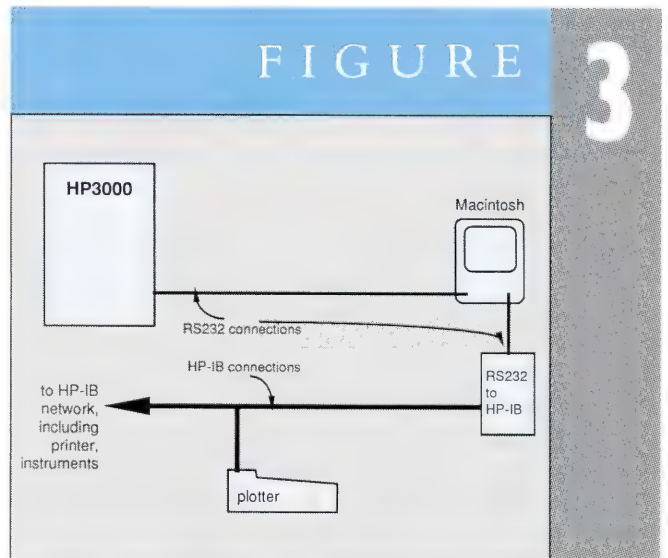 FIGURE 3
HP3000
Macintosh
RS232 connections
HP-IB connections
RS232
to
HP-IB
to HP-IB
network,
including
printer,
instruments
plotter